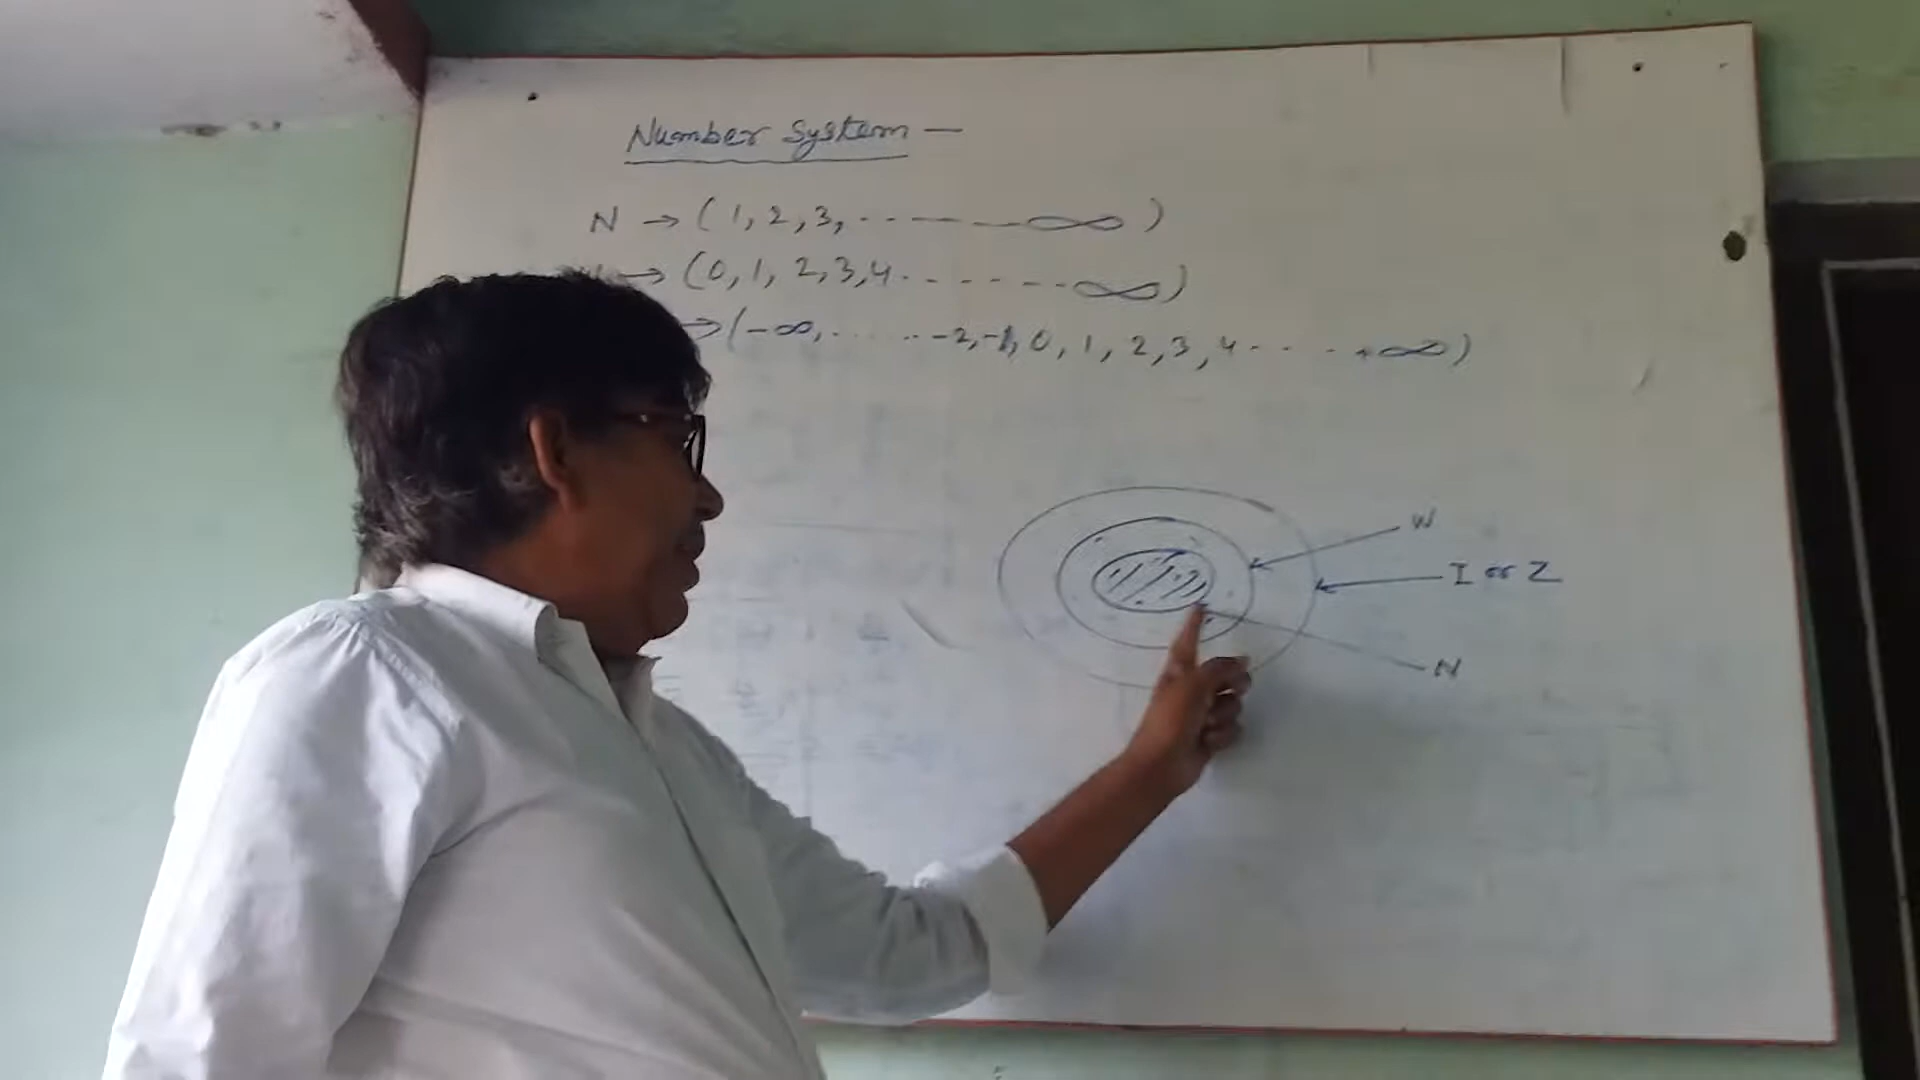 Number System —
N → ( 1, 2, 3, ------- ∞ )
→ (0, 1, 2, 3, 4 ------- ∞ )
→ (-∞, ..... -2, -1, 0, 1, 2, 3, 4 ..... +∞ )
W
I or Z
N